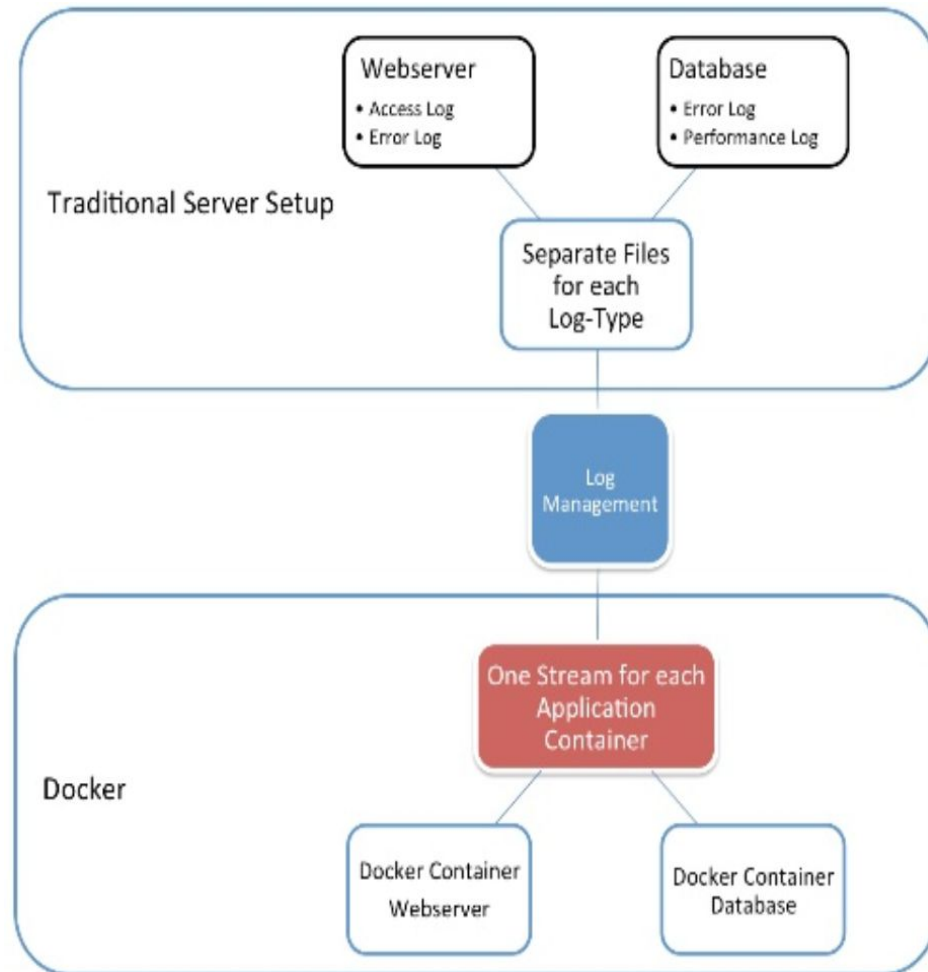 Webserver
• Access Log
• Error Log
Database
• Error Log
• Performance Log
Traditional Server Setup
Separate Files
for each
Log-Type
Log
Management
One Stream for each
Application
Container
Docker
Docker Container
Webserver
Docker Container
Database